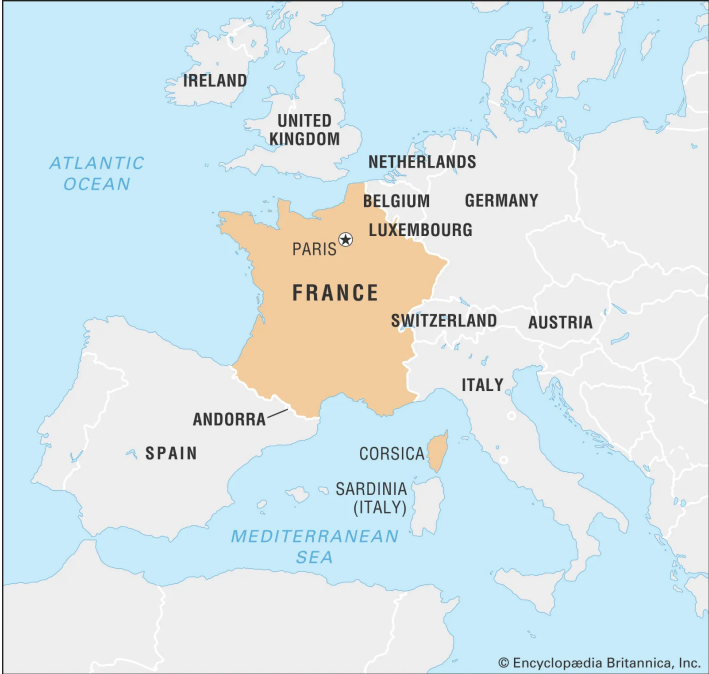 IRELAND
UNITED
KINGDOM
ATLANTIC
OCEAN
NETHERLANDS
BELGIUM
GERMANY
LUXEMBOURG
PARIS
FRANCE
SWITZERLAND
AUSTRIA
ITALY
ANDORRA
SPAIN
CORSICA
SARDINIA
(ITALY)
MEDITERRANEAN
SEA
© Encyclopædia Britannica, Inc.